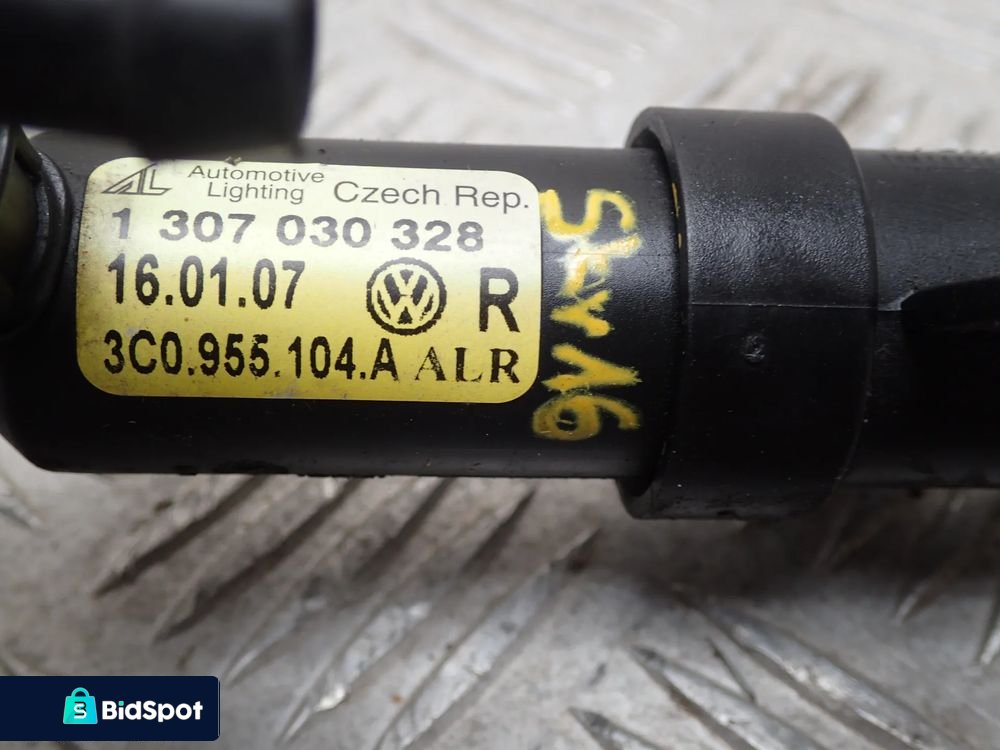 AL Automotive
Lighting Czech Rep.
1 307 030 328
16.01.07 VW R
3C0.955.104.A ALR
BidSpot